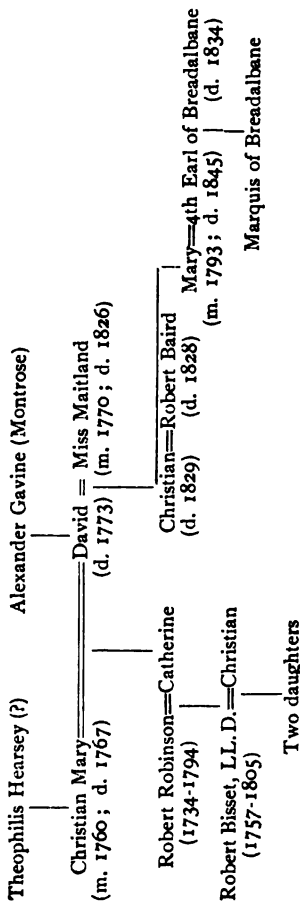 Theophilis Hearsey (?) Alexander Gavine (Montrose)
Christian Mary══David = Miss Maitland
(m. 1760; d. 1767) (d. 1773) (m. 1770; d. 1826)
Robert Robinson=Catherine Christian=Robert Baird Mary=4th Earl of Breadalbane
(1734-1794) (d. 1829) (d. 1828) (m. 1793; d. 1845) (d. 1834)
Robert Bisset, LL. D.=Christian Marquis of Breadalbane
(1757-1805)
Two daughters